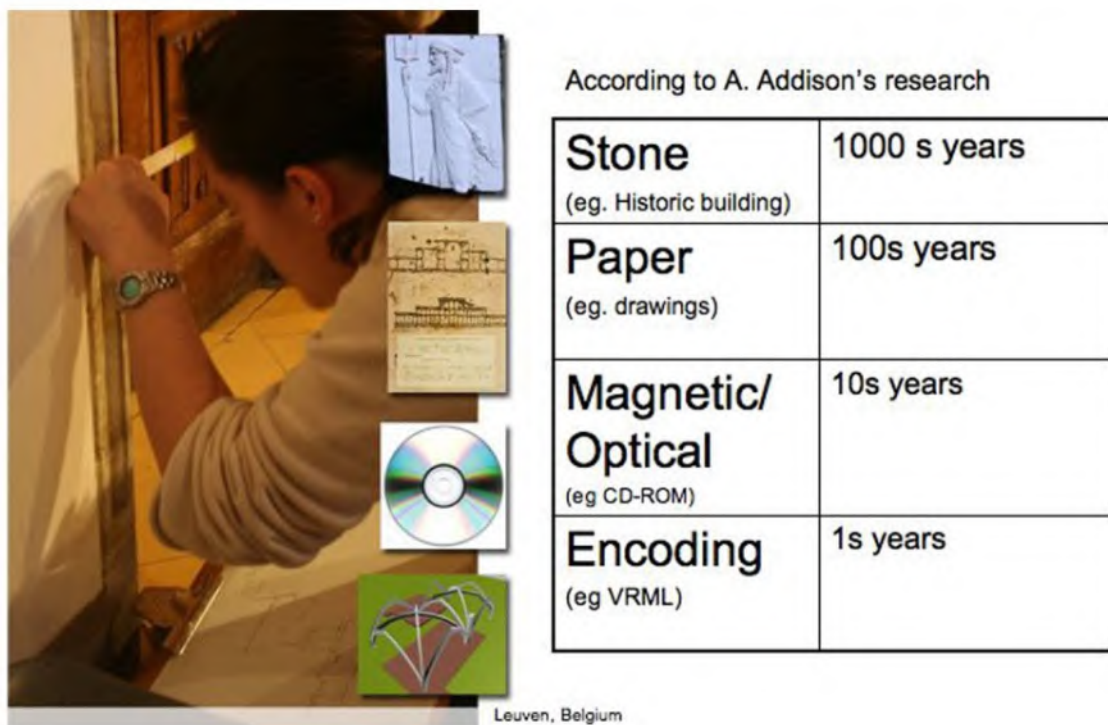 According to A. Addison's research
Stone
(eg. Historic building)
1000 s years
Paper
(eg. drawings)
100s years
Magnetic/
Optical
(eg CD-ROM)
10s years
Encoding
(eg VRML)
1s years
Leuven, Belgium